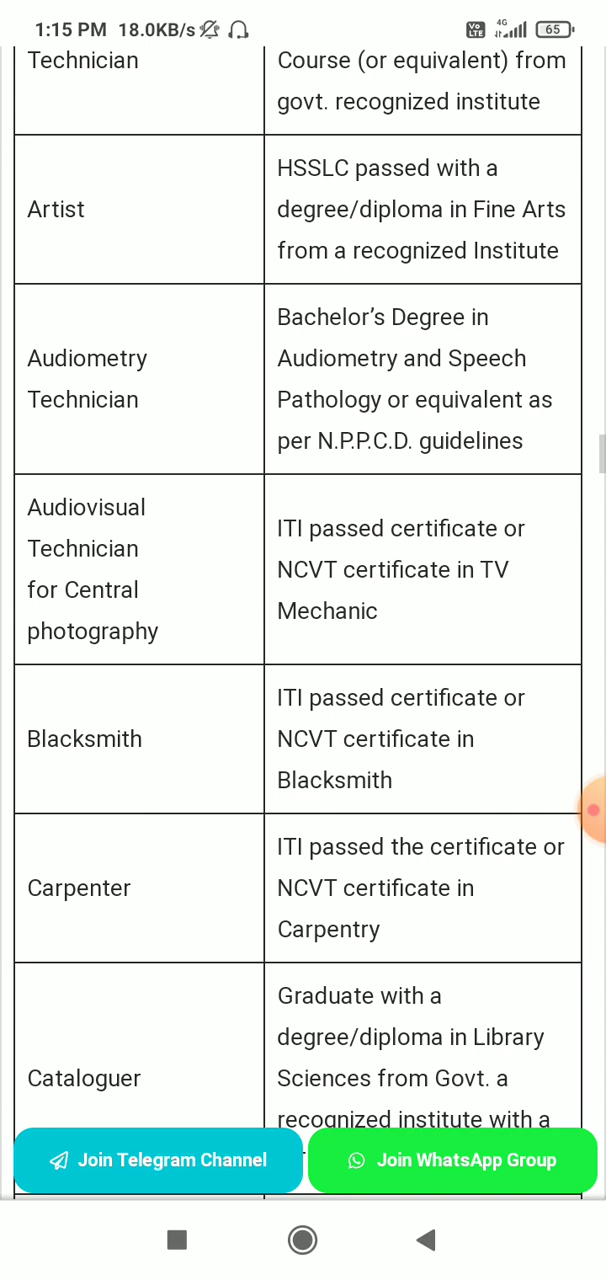 1:15 PM 18.0KB/s Vo LTE 4G 65
Technician
Course (or equivalent) from
govt. recognized institute
Artist
HSSLC passed with a
degree/diploma in Fine Arts
from a recognized Institute
Audiometry
Technician
Bachelor’s Degree in
Audiometry and Speech
Pathology or equivalent as
per N.P.P.C.D. guidelines
Audiovisual
Technician
for Central
photography
ITI passed certificate or
NCVT certificate in TV
Mechanic
Blacksmith
ITI passed certificate or
NCVT certificate in
Blacksmith
Carpenter
ITI passed the certificate or
NCVT certificate in
Carpentry
Cataloguer
Graduate with a
degree/diploma in Library
Sciences from Govt. a
recognized institute with a
Join Telegram Channel
Join WhatsApp Group